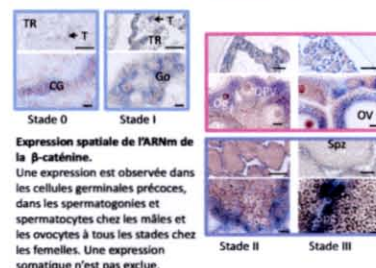 TR
T
T
TR
CG
Go
Stade 0
Stade I
Og
OPV
OV
Spz
Stade II
Stade III
Expression spatiale de l'ARNm de
la β-caténine.
Une expression est observée dans
les cellules germinales précoces,
dans les spermatogonies et
spermatocytes chez les mâles et
les ovocytes à tous les stades chez
les femelles. Une expression
somatique n'est pas exclue.